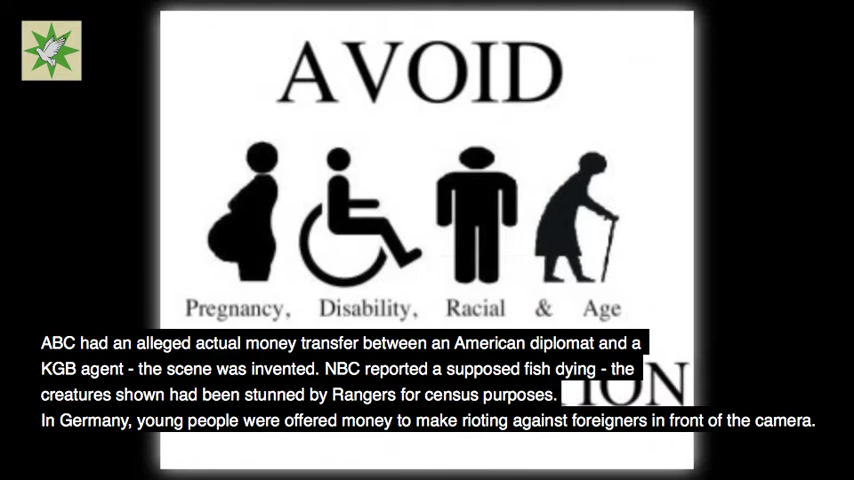 AVOID
Pregnancy, Disability, Racial & Age
ABC had an alleged actual money transfer between an American diplomat and a
KGB agent - the scene was invented. NBC reported a supposed fish dying - the
creatures shown had been stunned by Rangers for census purposes.
In Germany, young people were offered money to make rioting against foreigners in front of the camera.